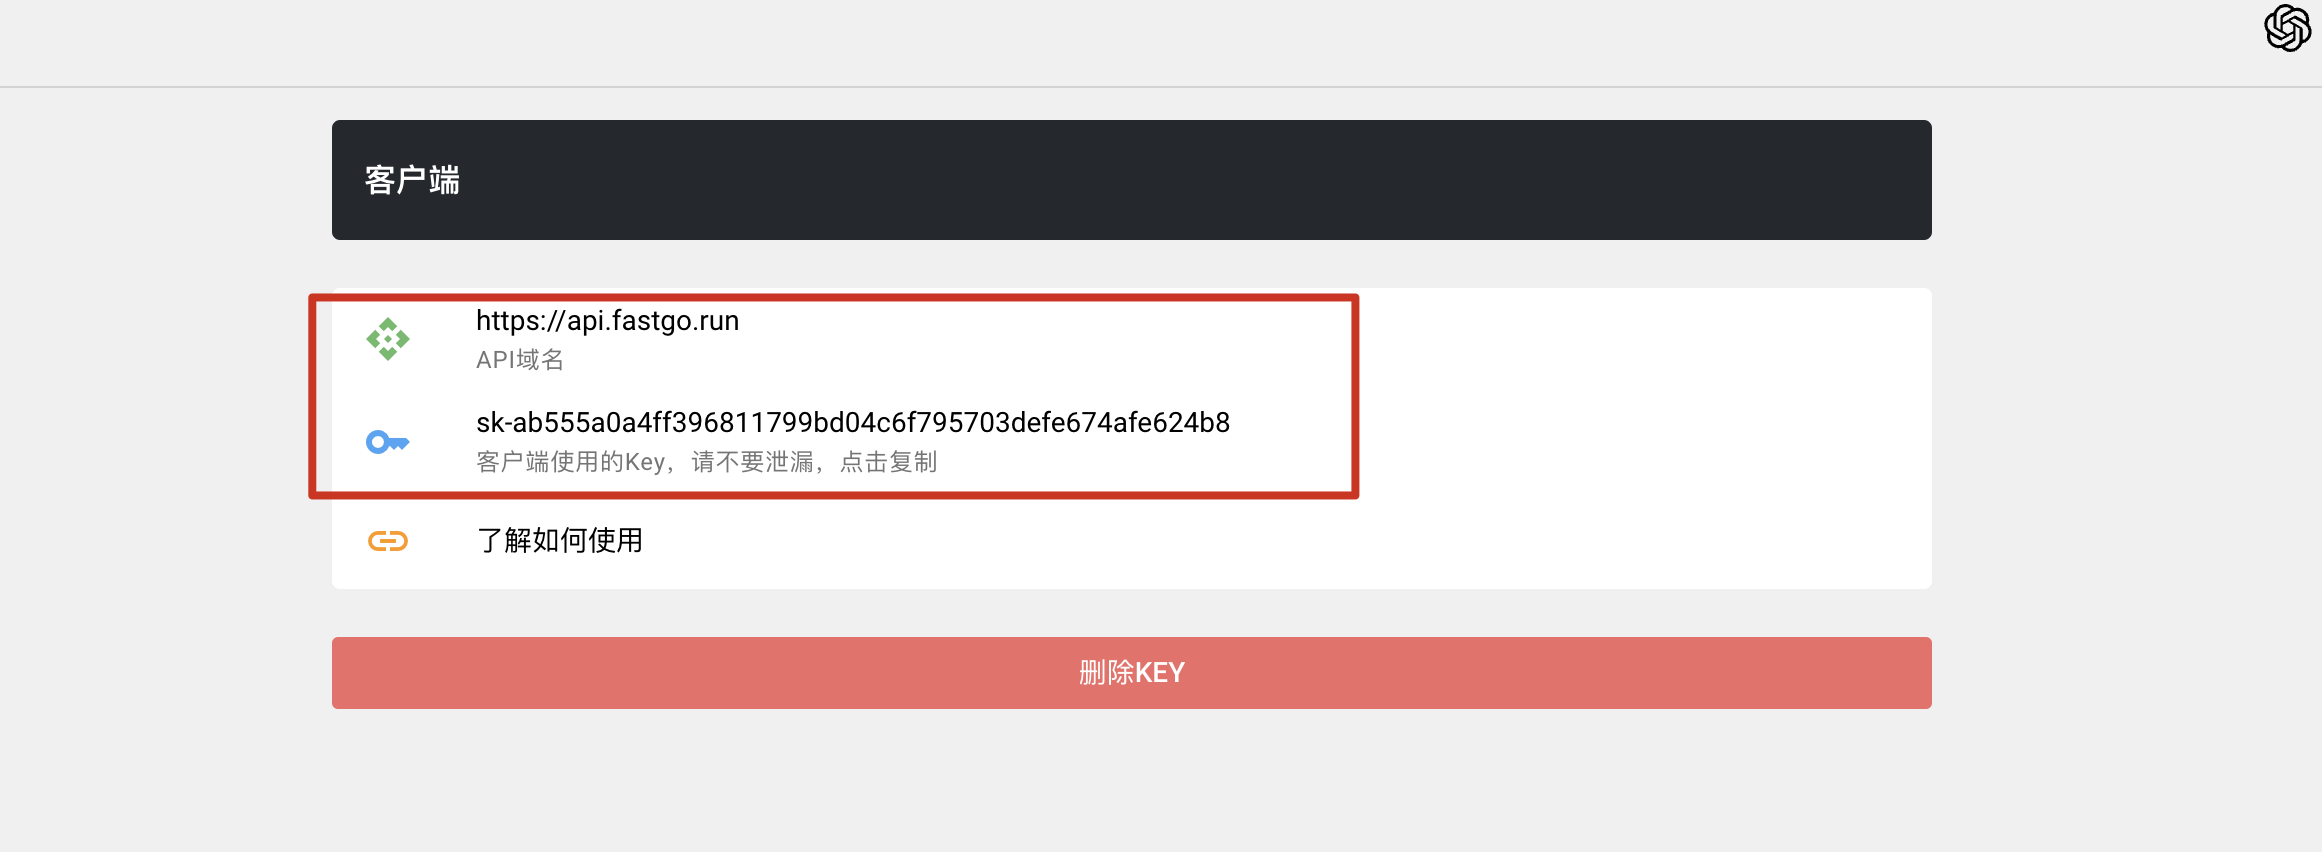 客户端
https://api.fastgo.run
API域名
sk-ab555a0a4ff396811799bd04c6f795703defe674afe624b8
客户端使用的Key，请不要泄漏，点击复制
了解如何使用
删除KEY